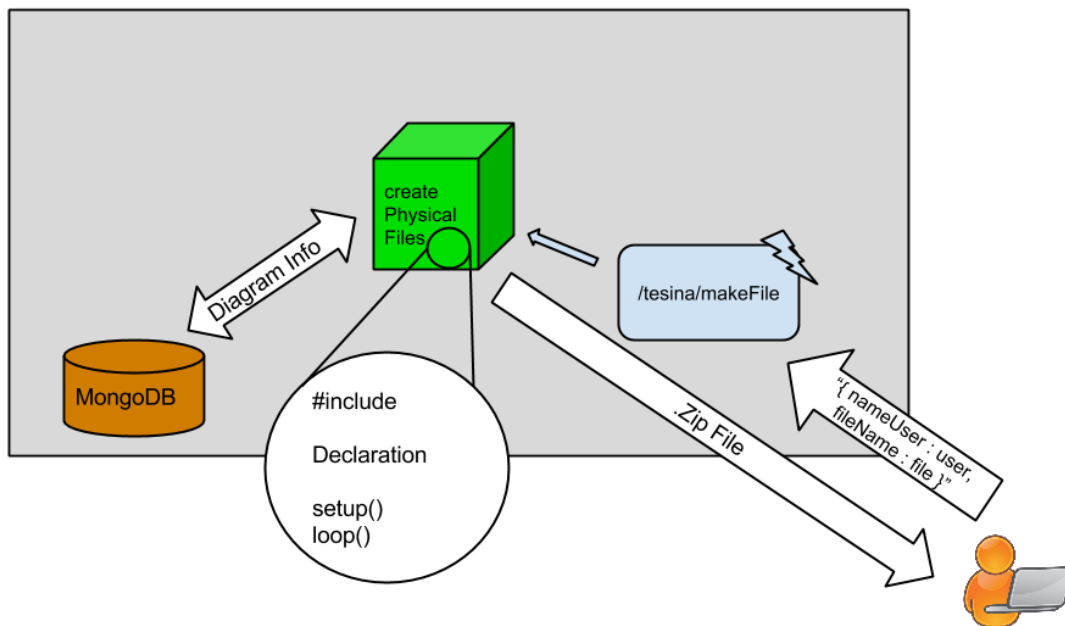 create
Physical
Files
Diagram Info
/tesina/makeFile
MongoDB
#include
Declaration
setup()
loop()
.Zip File
“{ nameUser : user,
fileName : file }”